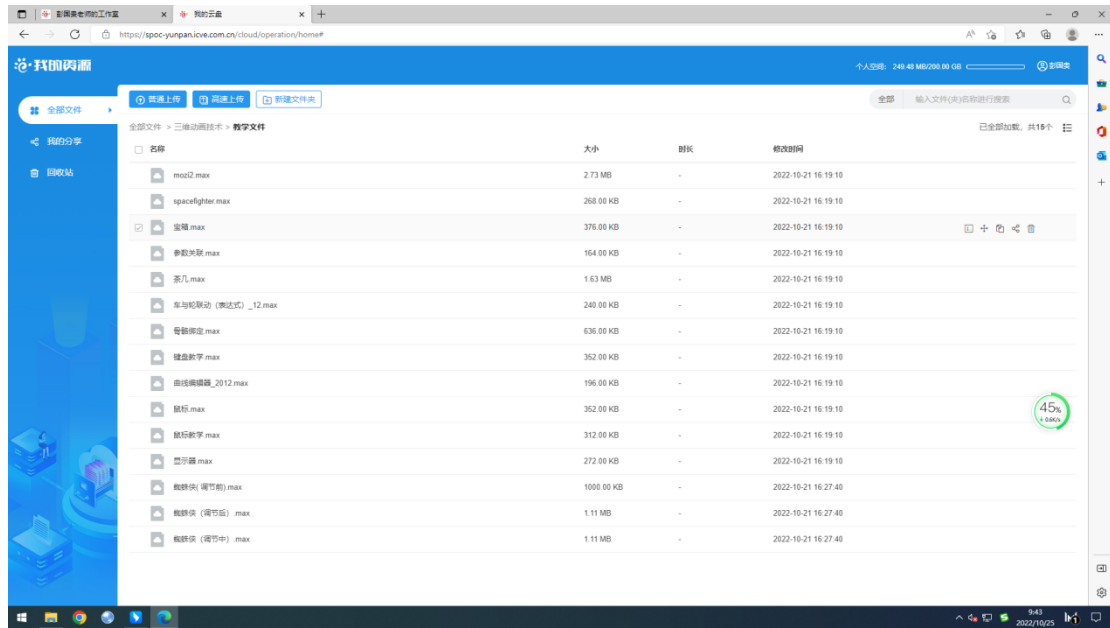 彭国美老师的工作室
我的云盘
https://spoc-yunpan.icve.com.cn/cloud/operation/home#
我的资源
个人空间: 249.40 MB/200.00 GB
全部文件
我的分享
回收站
普通上传 高速上传 新建文件夹
全部 输入文件(夹)名称进行搜索
全部文件 > 三维动画技术 > 教学文件
已全部加载, 共15个
名称 大小 时长 修改时间
mozi2.max 2.73 MB - 2022-10-21 16:19:10
spacefighter.max 268.00 KB - 2022-10-21 16:19:10
宝箱.max 376.00 KB - 2022-10-21 16:19:10
参数关联.max 164.00 KB - 2022-10-21 16:19:10
茶几.max 1.63 MB - 2022-10-21 16:19:10
车与轮联动（表达式）_12.max 240.00 KB - 2022-10-21 16:19:10
骨骼绑定.max 636.00 KB - 2022-10-21 16:19:10
键盘教学.max 352.00 KB - 2022-10-21 16:19:10
曲线编辑器_2012.max 196.00 KB - 2022-10-21 16:19:10
鼠标.max 352.00 KB - 2022-10-21 16:19:10
鼠标教学.max 312.00 KB - 2022-10-21 16:19:10
显示器.max 272.00 KB - 2022-10-21 16:19:10
蜘蛛侠( 调节前).max 1000.00 KB - 2022-10-21 16:27:40
蜘蛛侠（调节后）.max 1.11 MB - 2022-10-21 16:27:40
蜘蛛侠（调节中）.max 1.11 MB - 2022-10-21 16:27:40
45%
+ 0.6K/s
9:43
2022/10/25